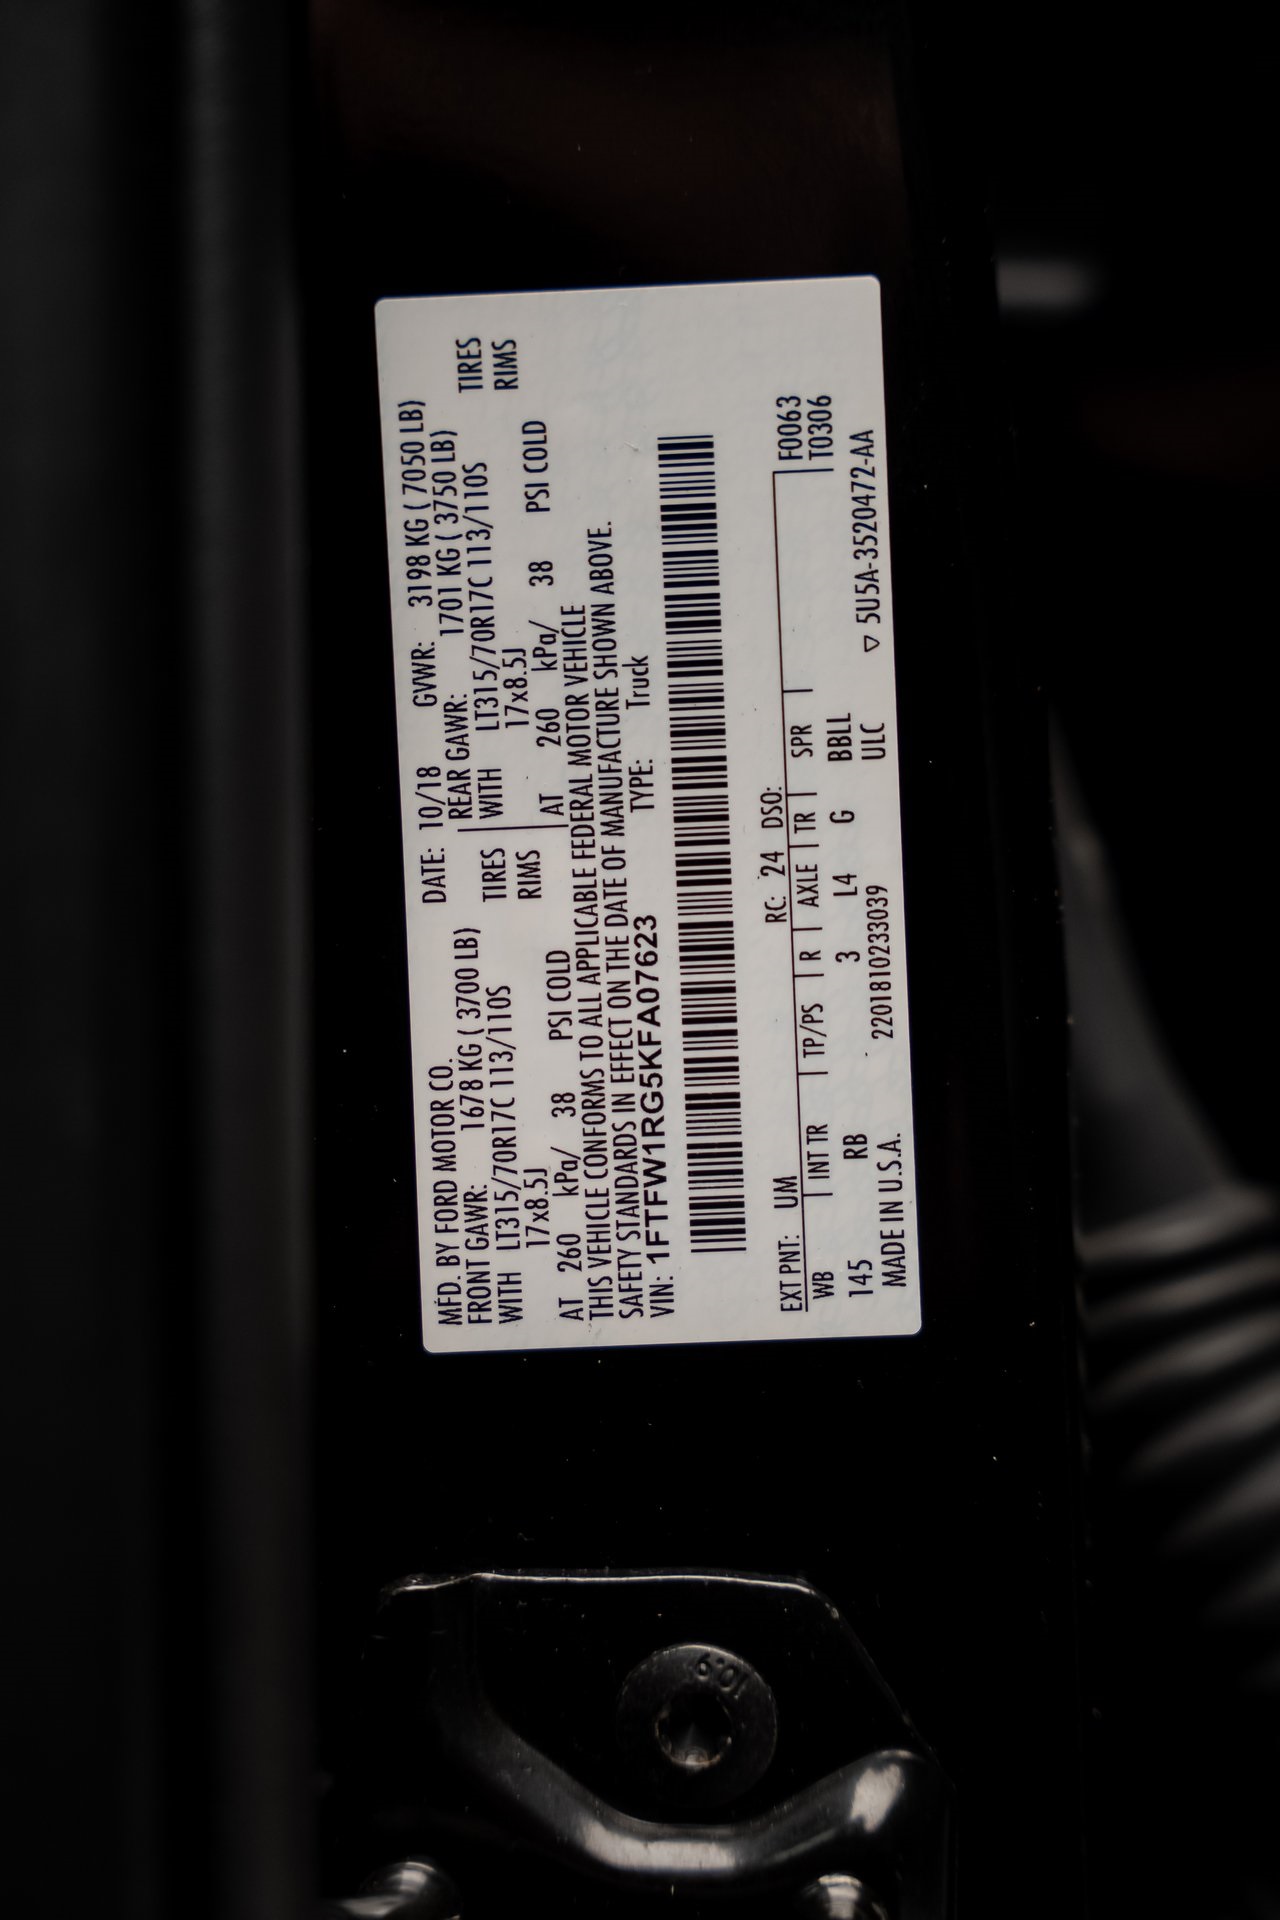 MFD. BY FORD MOTOR CO. DATE: 10/18 GVWR: 3198 KG ( 7050 LB)
FRONT GAWR: 1678 KG ( 3700 LB) REAR GAWR: 1701 KG ( 3750 LB)
WITH LT315/70R17C 113/110S TIRES WITH LT315/70R17C 113/110S TIRES
17x8.5J RIMS 17x8.5J RIMS
AT 260 kPa/ 38 PSI COLD AT 260 kPa/ 38 PSI COLD
THIS VEHICLE CONFORMS TO ALL APPLICABLE FEDERAL MOTOR VEHICLE
SAFETY STANDARDS IN EFFECT ON THE DATE OF MANUFACTURE SHOWN ABOVE.
VIN: 1FTFW1RG5KFA07623 TYPE: Truck
EXT PNT: UM RC: 24 DSO: F0063
WB INT TR TP/PS R AXLE TR SPR T0306
145 RB 3 L4 G BBLL
MADE IN U.S.A. 2201810233039 ULC ▽ 5U5A-3520472-AA
10.9